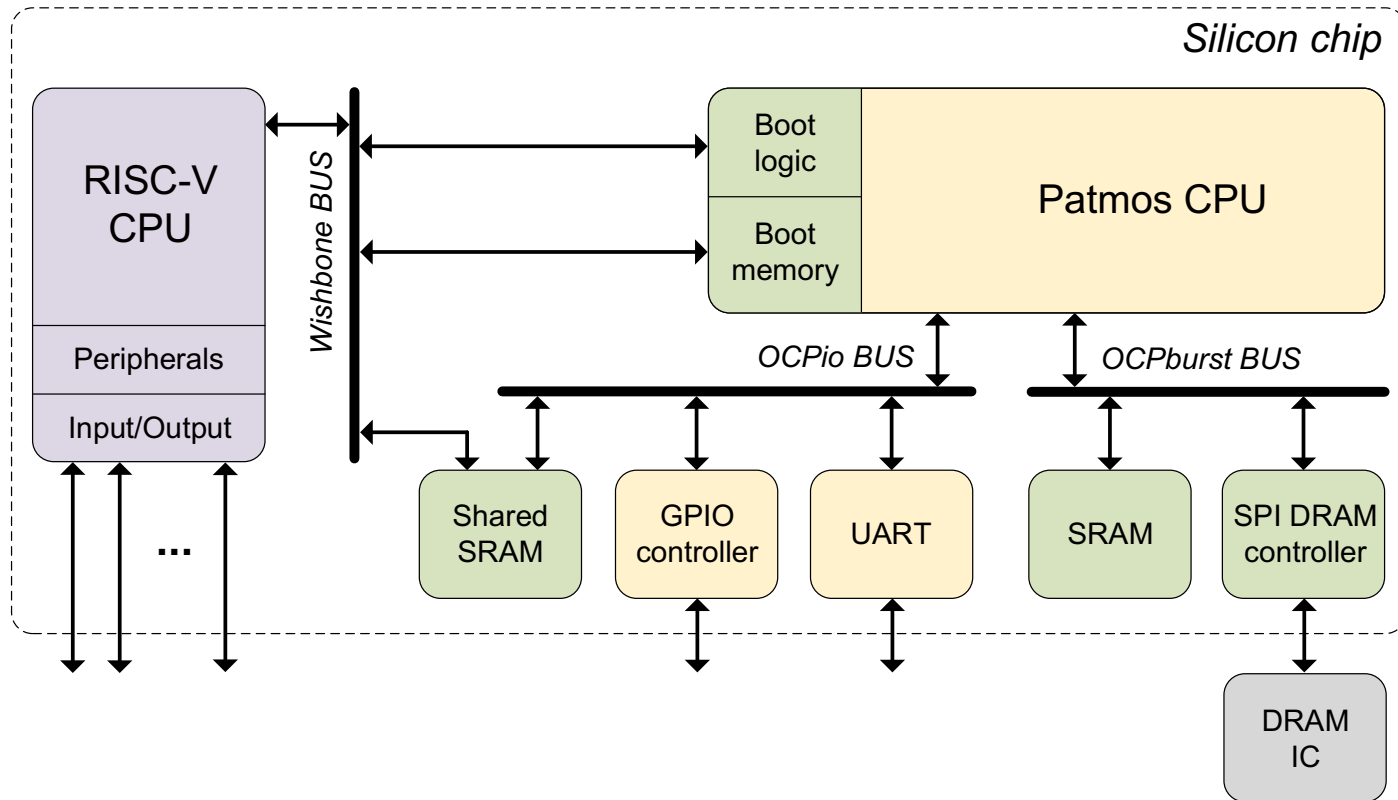 Silicon chip
RISC-V
CPU
Peripherals
Input/Output
...
Wishbone BUS
Boot
logic
Boot
memory
Patmos CPU
OCPio BUS
OCPburst BUS
Shared
SRAM
GPIO
controller
UART
SRAM
SPI DRAM
controller
DRAM
IC